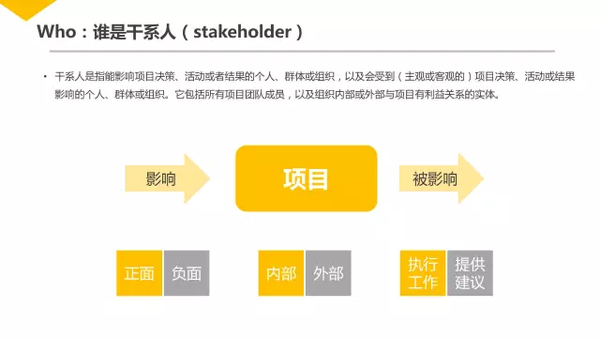 Who：谁是干系人（stakeholder）
• 干系人是指能影响项目决策、活动或者结果的个人、群体或组织，以及会受到（主观或客观的）项目决策、活动或结果
影响的个人、群体或组织。它包括所有项目团队成员，以及组织内部或外部与项目有利益关系的实体。
影响
项目
被影响
正面
负面
内部
外部
执行
工作
提供
建议